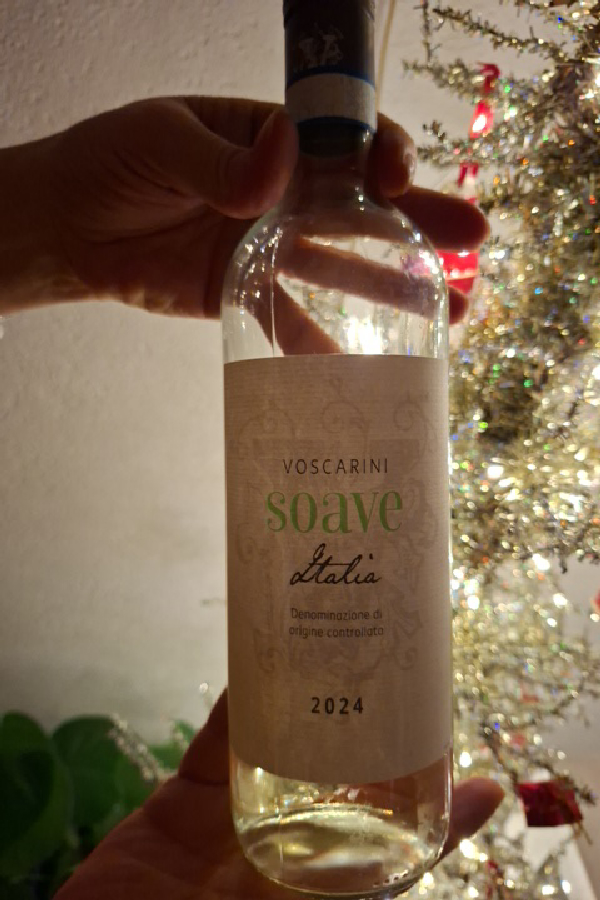 VOSCARINI
soave
Italia
Denominazione di
origine controllata
2024